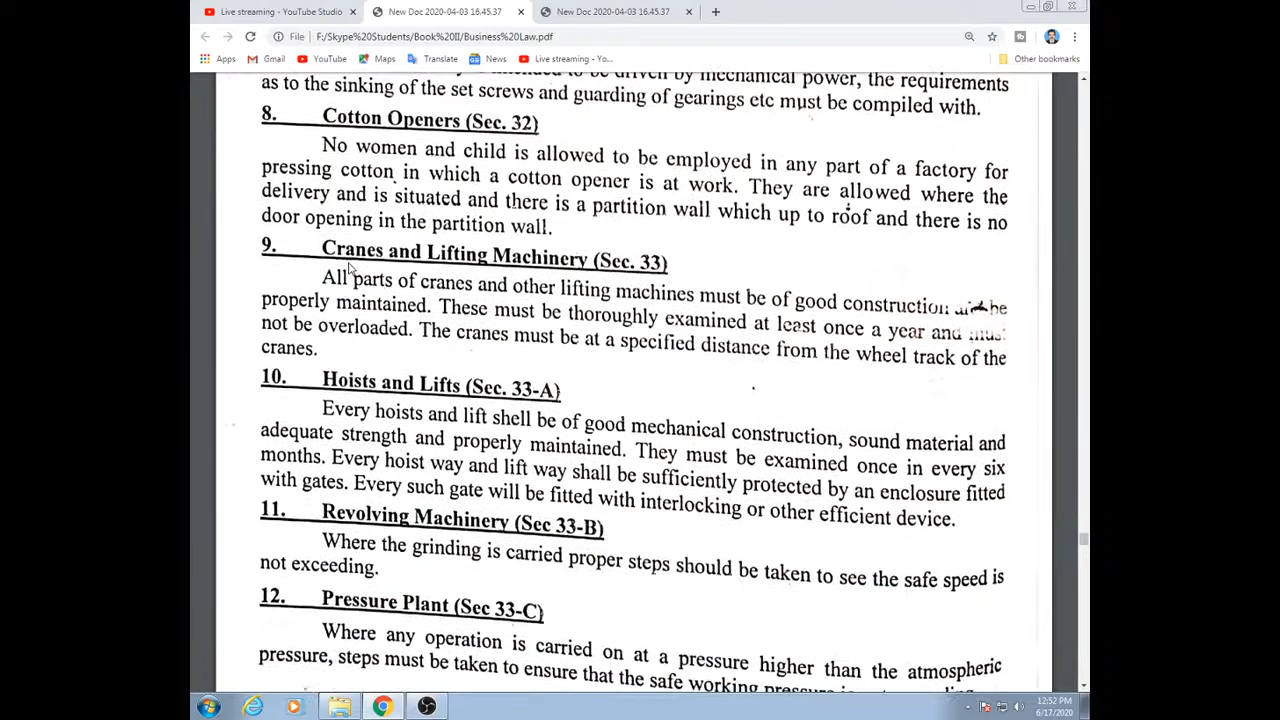 Live streaming - YouTube Studio
New Doc 2020-04-03 16.45.37
New Doc 2020-04-03 16.45.37
File
F:/Skype%20Students/Book%20II/Business%20Law.pdf
Apps
Gmail
YouTube
Maps
Translate
News
Live streaming - Yo...
Other bookmarks
to be driven by mechanical power, the requirements
as to the sinking of the set screws and guarding of gearings etc must be compiled with.
8. Cotton Openers (Sec. 32)
No women and child is allowed to be employed in any part of a factory for
pressing cotton in which a cotton opener is at work. They are allowed where the
delivery and is situated and there is a partition wall which up to roof and there is no
door opening in the partition wall.
9. Cranes and Lifting Machinery (Sec. 33)
All parts of cranes and other lifting machines must be of good construction and be
properly maintained. These must be thoroughly examined at least once a year and must
not be overloaded. The cranes must be at a specified distance from the wheel track of the
cranes.
10. Hoists and Lifts (Sec. 33-A)
Every hoists and lift shell be of good mechanical construction, sound material and
adequate strength and properly maintained. They must be examined once in every six
months. Every hoist way and lift way shall be sufficiently protected by an enclosure fitted
with gates. Every such gate will be fitted with interlocking or other efficient device.
11. Revolving Machinery (Sec 33-B)
Where the grinding is carried proper steps should be taken to see the safe speed is
not exceeding.
12. Pressure Plant (Sec 33-C)
Where any operation is carried on at a pressure higher than the atmospheric
pressure, steps must be taken to ensure that the safe working pressure
12:52 PM
6/17/2020